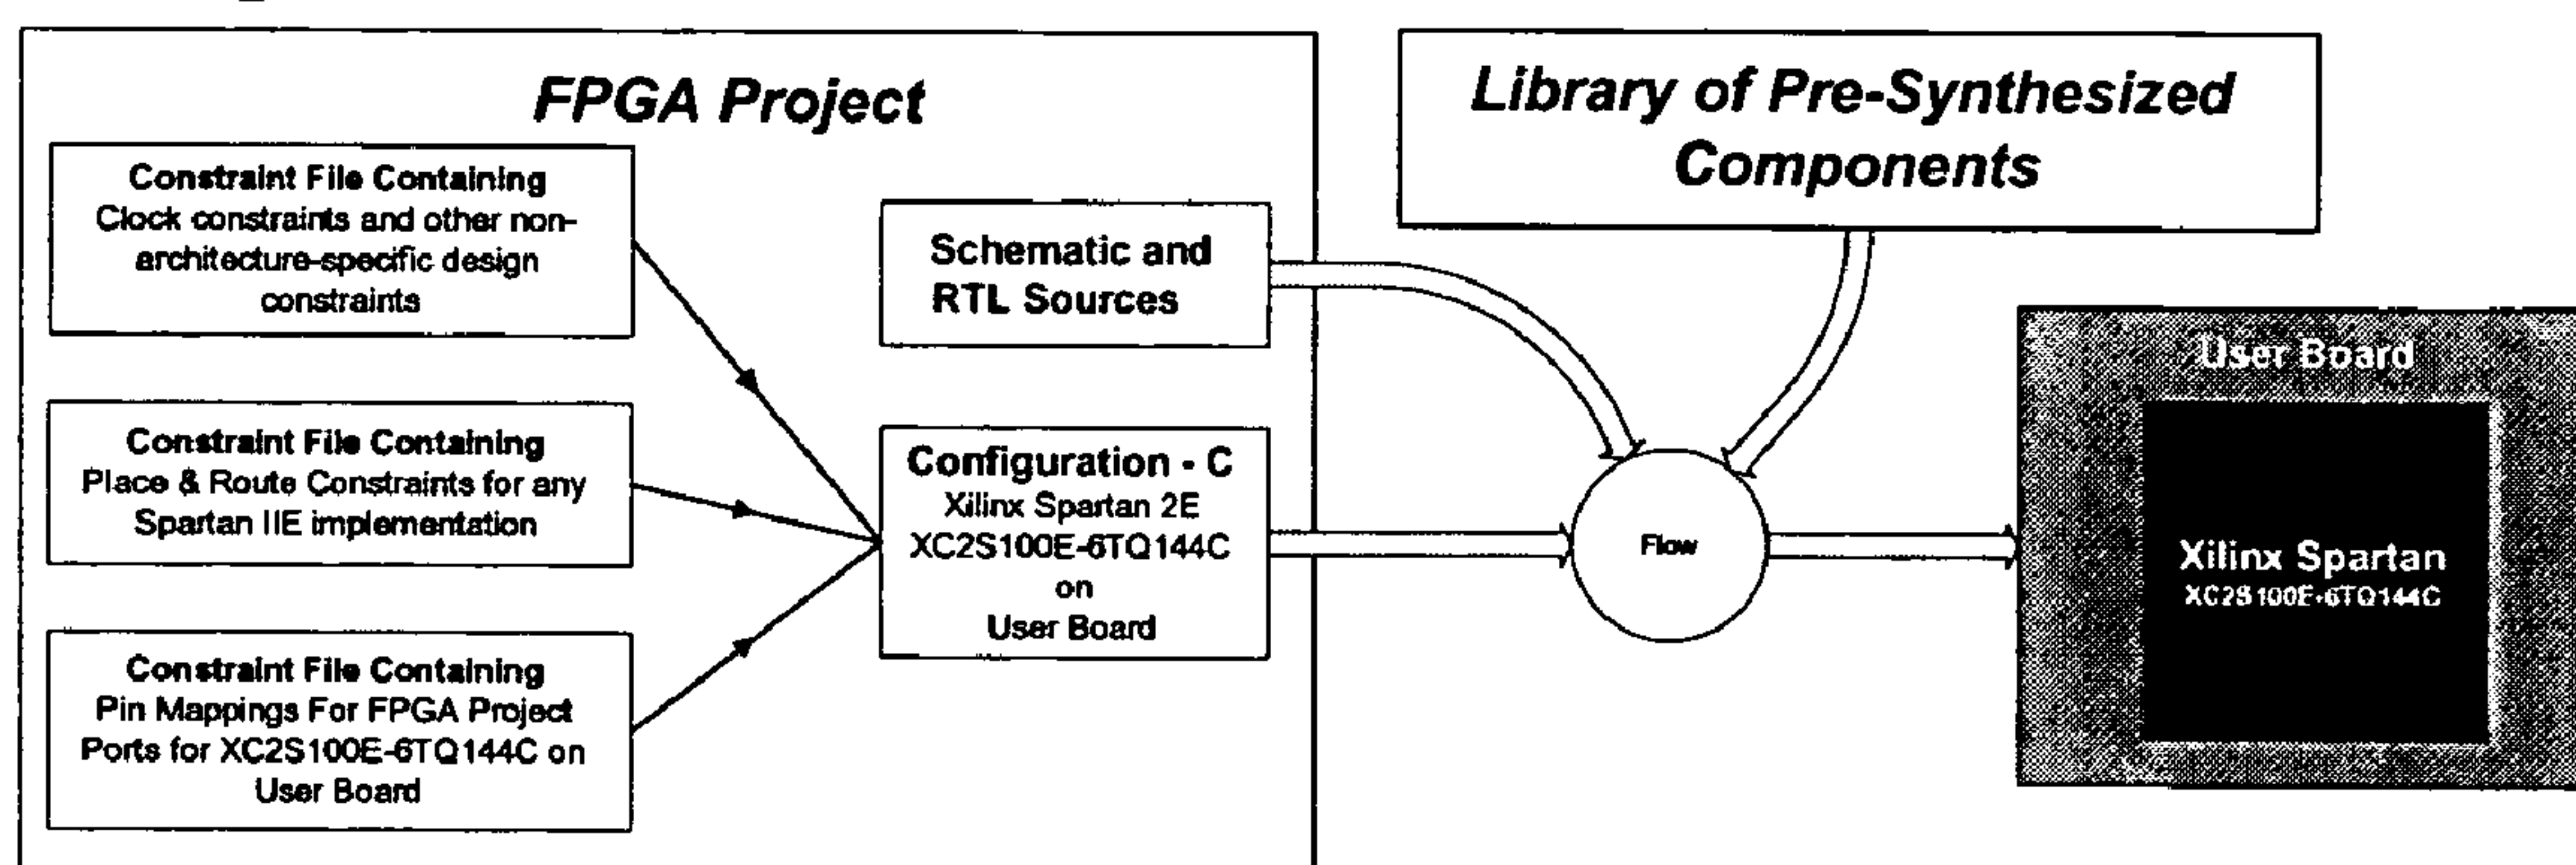 FPGA Project
Constraint File Containing
Clock constraints and other non-
architecture-specific design
constraints
Constraint File Containing
Place & Route Constraints for any
Spartan IIE implementation
Constraint File Containing
Pin Mappings For FPGA Project
Ports for XC2S100E-6TQ144C on
User Board
Schematic and
RTL Sources
Configuration - C
Xilinx Spartan 2E
XC2S100E-6TQ144C
on
User Board
Library of Pre-Synthesized
Components
Flow
User Board
Xilinx Spartan
XC2S100E-6TQ144C